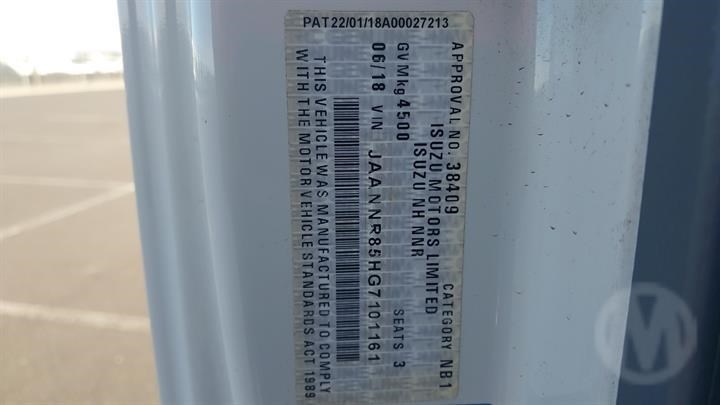 PAT22/01/18A00027213
APPROVAL NO. 38409 CATEGORY NB1
ISUZU MOTORS LIMITED
ISUZU NH NNR
GVMkg 4500 SEATS 3
06/18 VIN JAANNR85HG7101161
THIS VEHICLE WAS MANUFACTURED TO COMPLY
WITH THE MOTOR VEHICLE STANDARDS ACT 1989
M